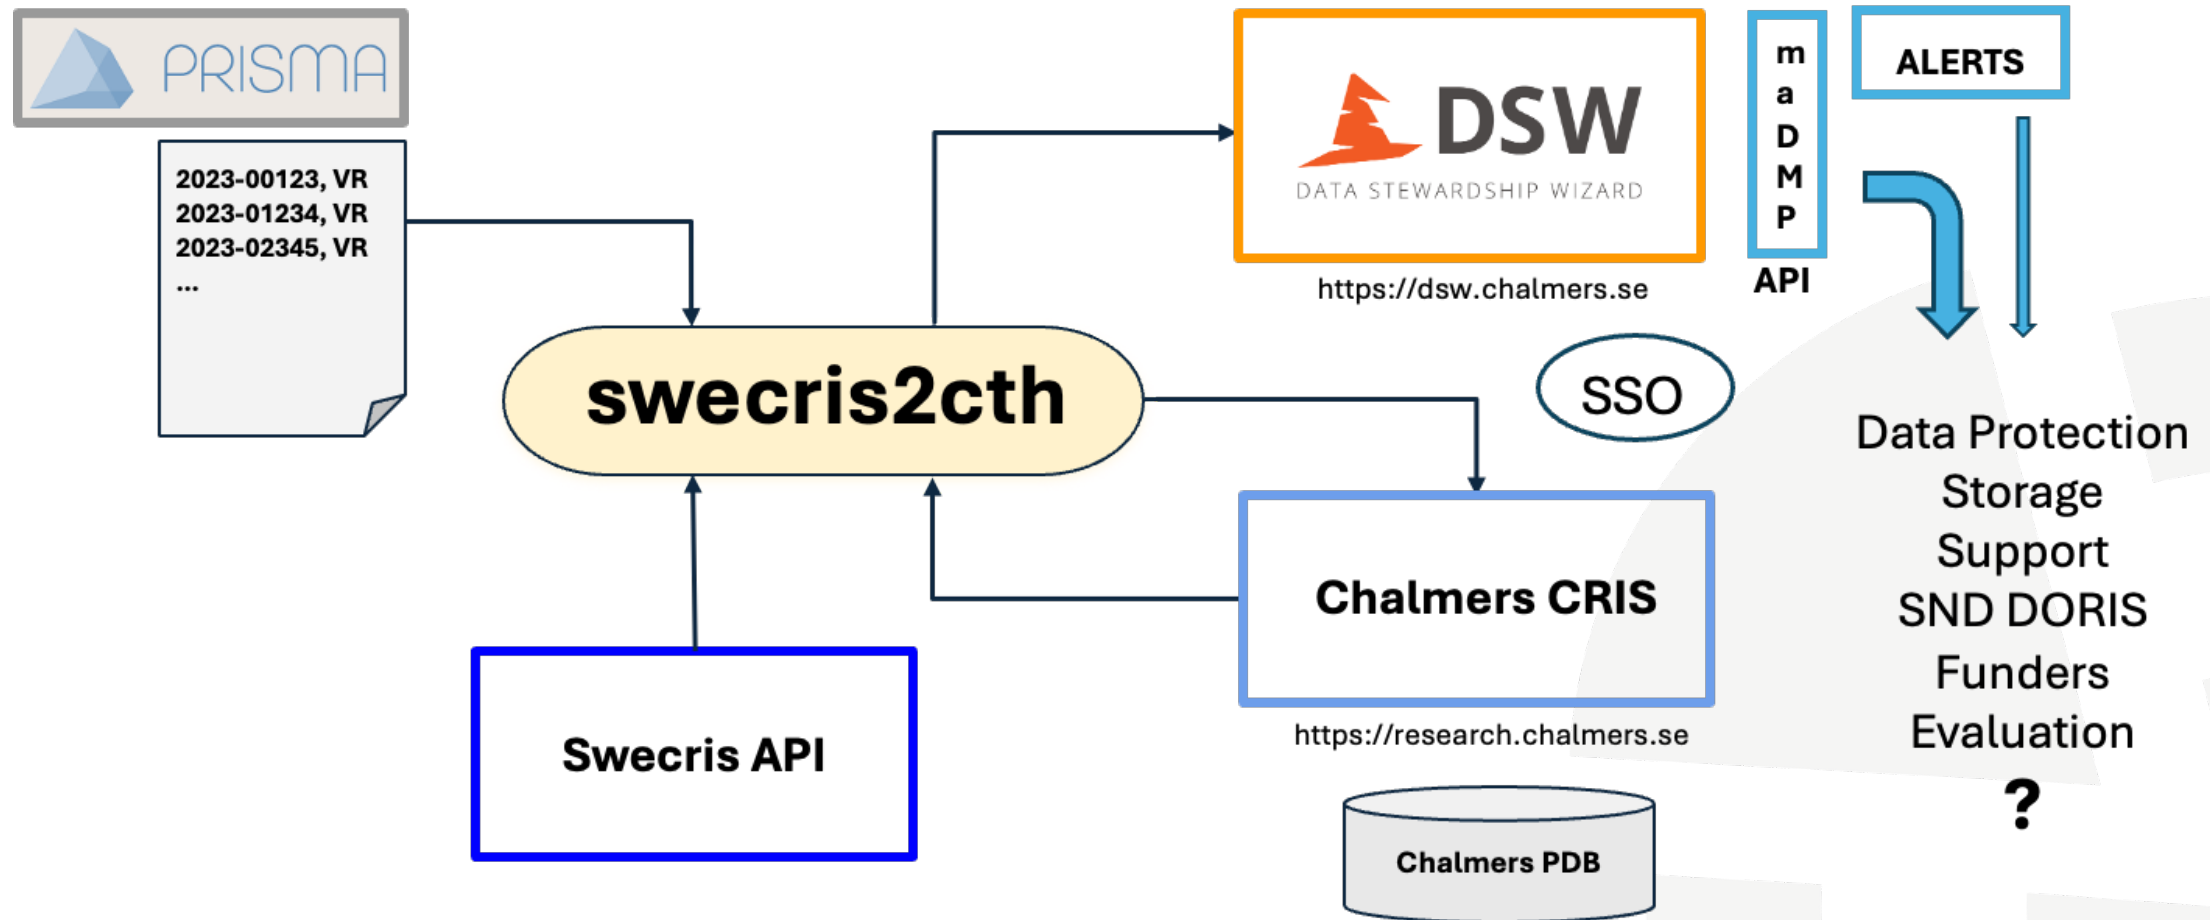 PRISMA
2023-00123, VR
2023-01234, VR
2023-02345, VR
...
swecris2cth
Swecris API
DSW
DATA STEWARDSHIP WIZARD
https://dsw.chalmers.se
m
a
D
M
P
API
ALERTS
SSO
Chalmers CRIS
https://research.chalmers.se
Chalmers PDB
Data Protection
Storage
Support
SND DORIS
Funders
Evaluation
?